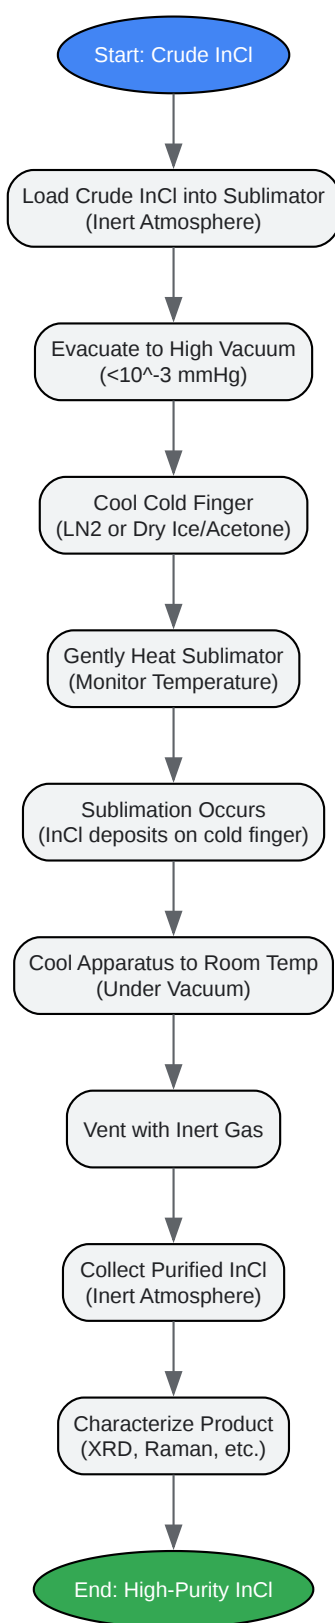 Start: Crude InCl
Load Crude InCl into Sublimator
(Inert Atmosphere)
Evacuate to High Vacuum
(<10^-3 mmHg)
Cool Cold Finger
(LN2 or Dry Ice/Acetone)
Gently Heat Sublimator
(Monitor Temperature)
Sublimation Occurs
(InCl deposits on cold finger)
Cool Apparatus to Room Temp
(Under Vacuum)
Vent with Inert Gas
Collect Purified InCl
(Inert Atmosphere)
Characterize Product
(XRD, Raman, etc.)
End: High-Purity InCl